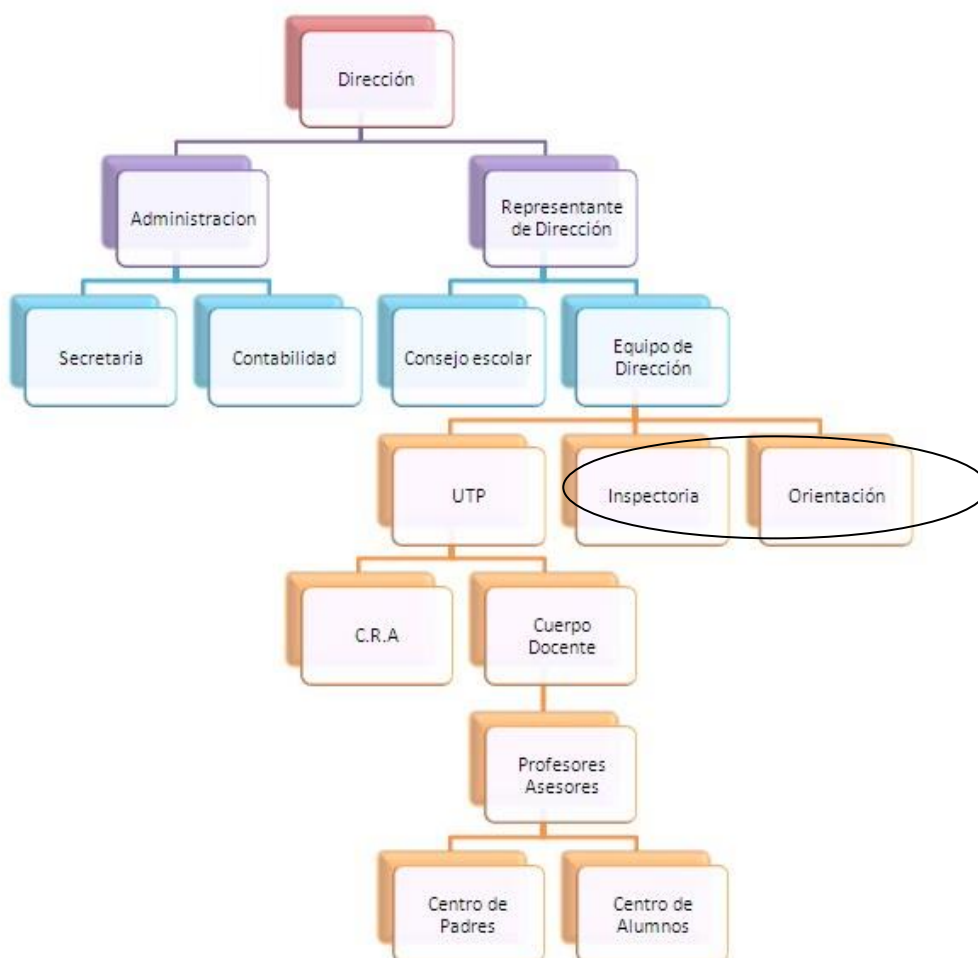 Dirección
Administracion
Representante
de Dirección
Secretaria
Contabilidad
Consejo escolar
Equipo de
Dirección
UTP
Inspectoria
Orientación
C.R.A
Cuerpo
Docente
Profesores
Asesores
Centro de
Padres
Centro de
Alumnos